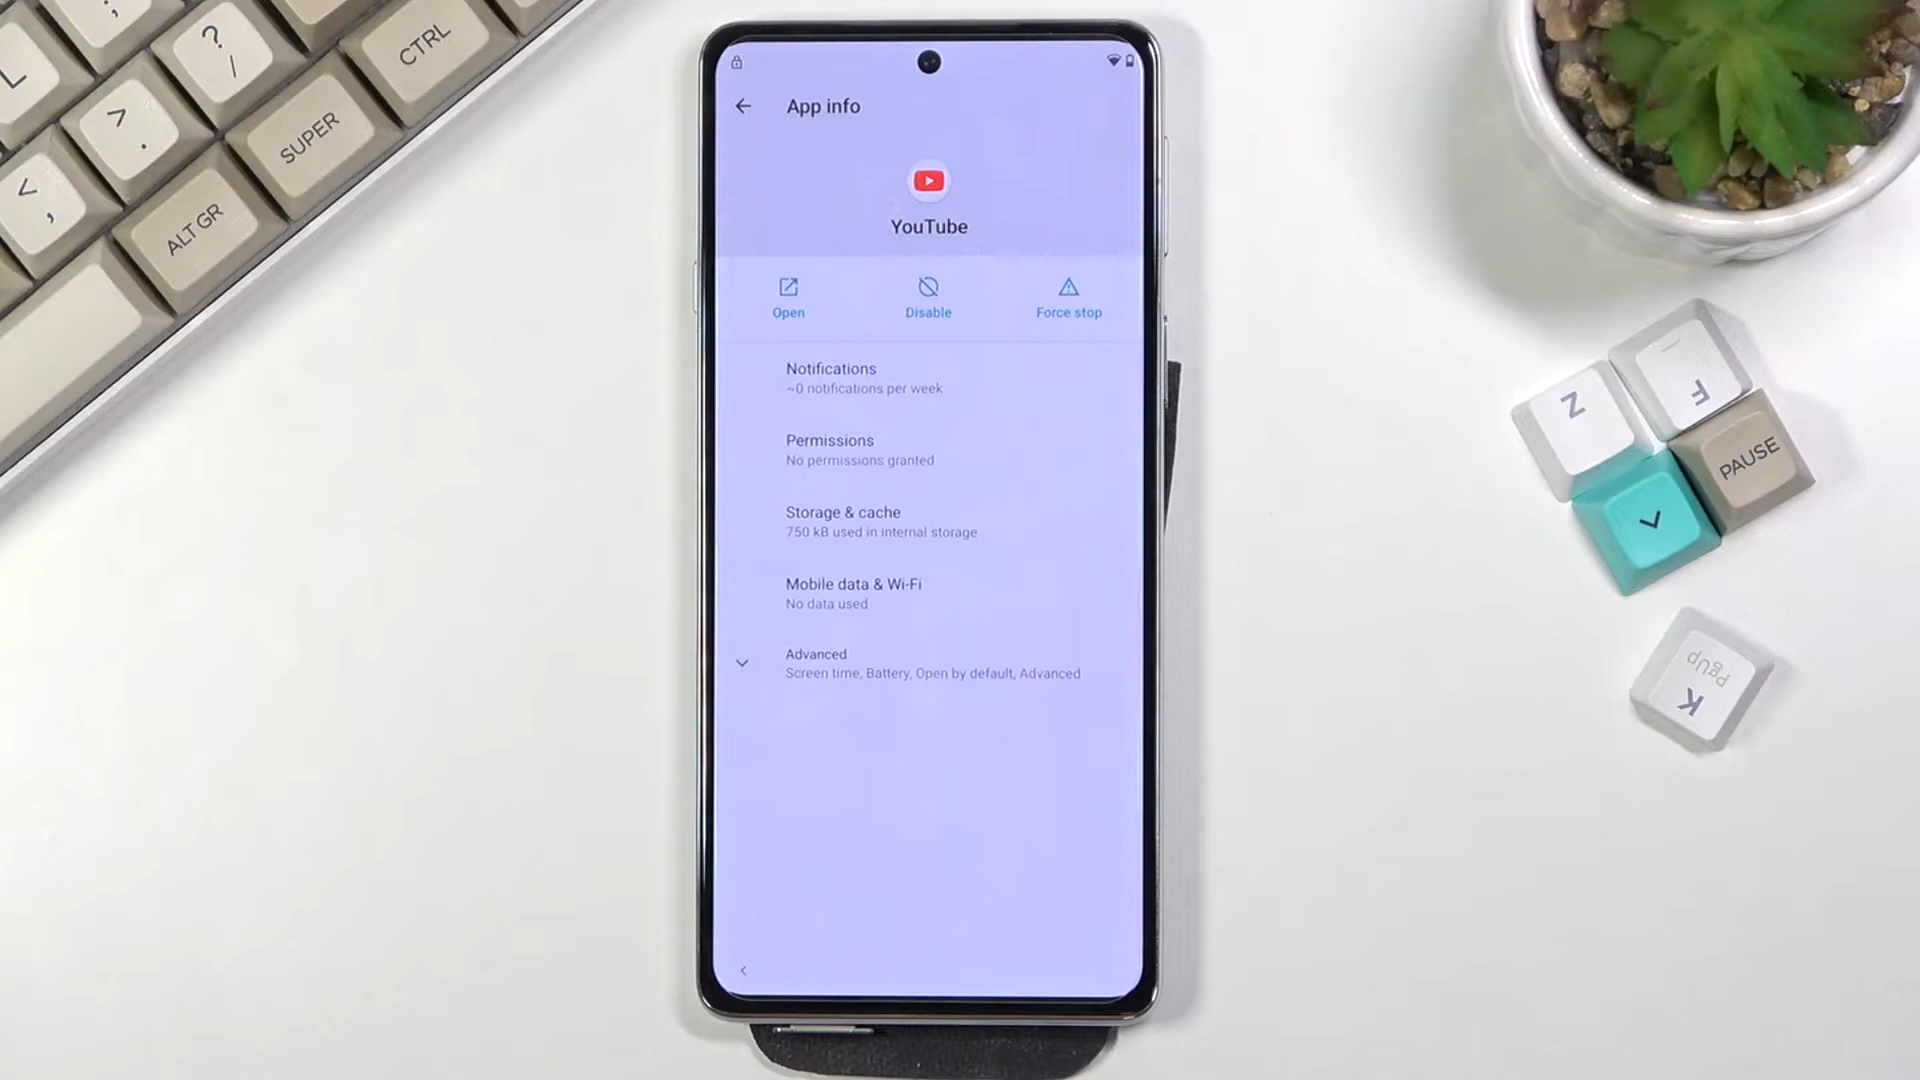 L
:
;
?
/
CTRL
>
.
SUPER
<
,
ALT GR
App info
YouTube
Open
Disable
Force stop
Notifications
~0 notifications per week
Permissions
No permissions granted
Storage & cache
750 kB used in internal storage
Mobile data & Wi-Fi
No data used
Advanced
Screen time, Battery, Open by default, Advanced
F
Z
PAUSE
K
PgUp